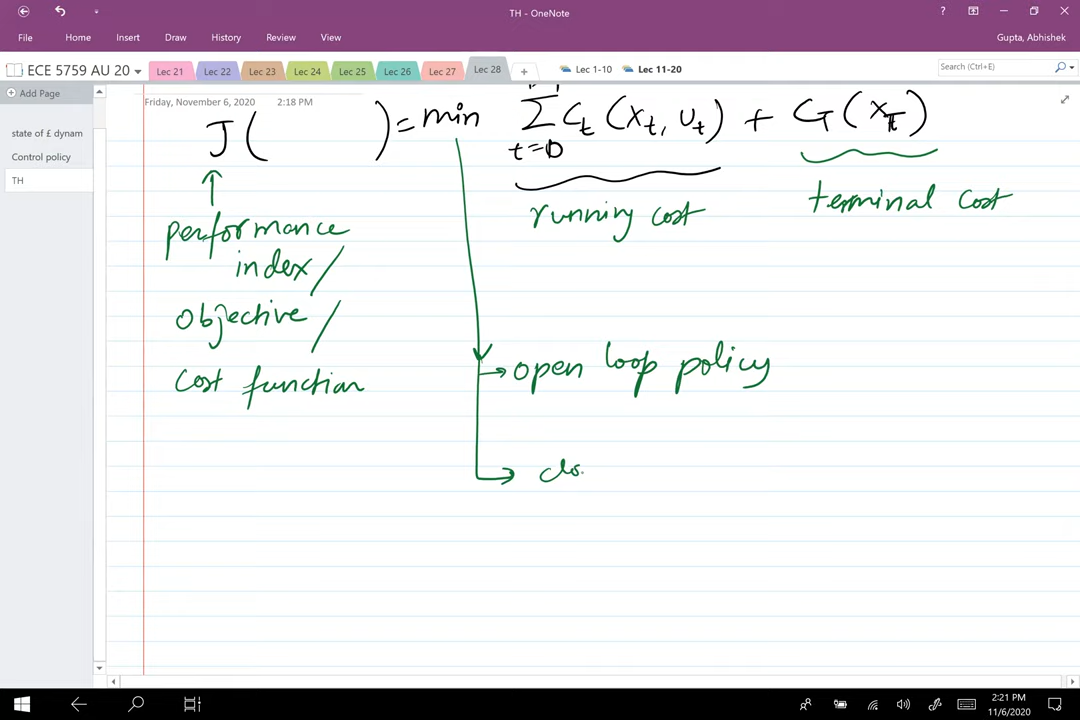 TH - OneNote
?
File Home Insert Draw History Review View
Gupta, Abhishek
ECE 5759 AU 20
Lec 21 Lec 22 Lec 23 Lec 24 Lec 25 Lec 26 Lec 27 Lec 28 + Lec 1-10 Lec 11-20
Search (Ctrl+E)
Add Page
state of £ dynam
Control policy
TH
Friday, November 6, 2020 2:18 PM
J( ) = min Σ t=0 C_t (x_t, u_t) + C_T (x_T)
running cost
terminal cost
performance
index /
objective /
cost function
open loop policy
clos
2:21 PM
11/6/2020